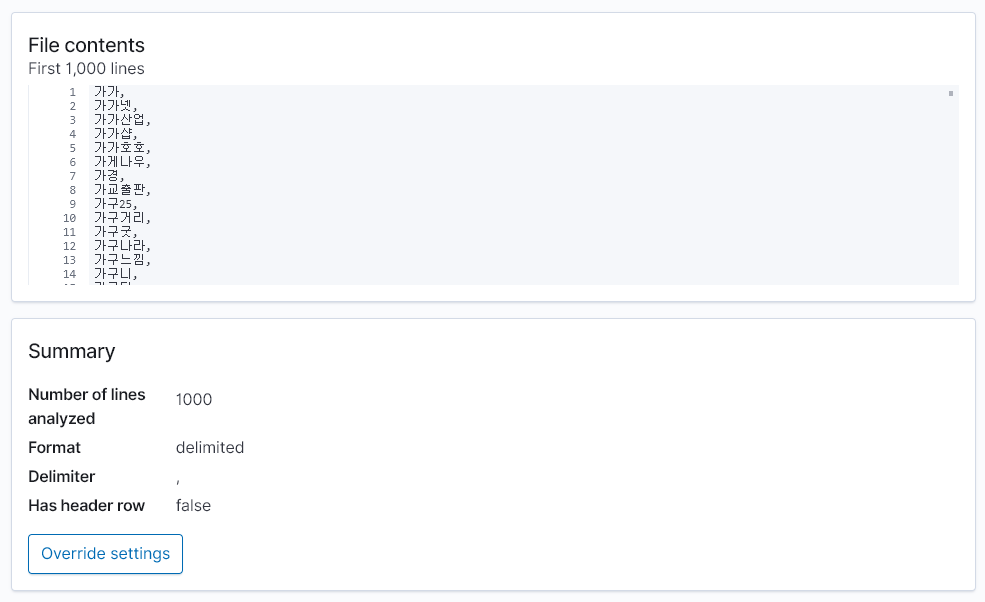 File contents
First 1,000 lines
1 가가,
2 가가넷,
3 가가산업,
4 가가샵,
5 가가호호,
6 가게나우,
7 가경,
8 가교출판,
9 가구25,
10 가구거리,
11 가구굿,
12 가구나라,
13 가구느낌,
14 가구니,
Summary
Number of lines analyzed 1000
Format delimited
Delimiter ,
Has header row false
Override settings